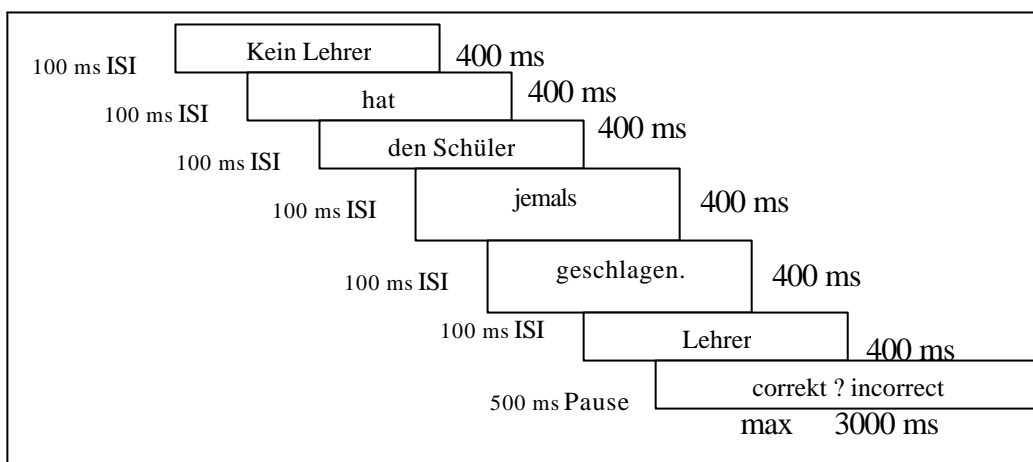 Kein Lehrer
100 ms ISI
400 ms
hat
400 ms
100 ms ISI
400 ms
den Schüler
100 ms ISI
jemals
400 ms
100 ms ISI
geschlagen.
400 ms
100 ms ISI
100 ms ISI
Lehrer
400 ms
correkt ? incorrect
500 ms Pause
max 3000 ms